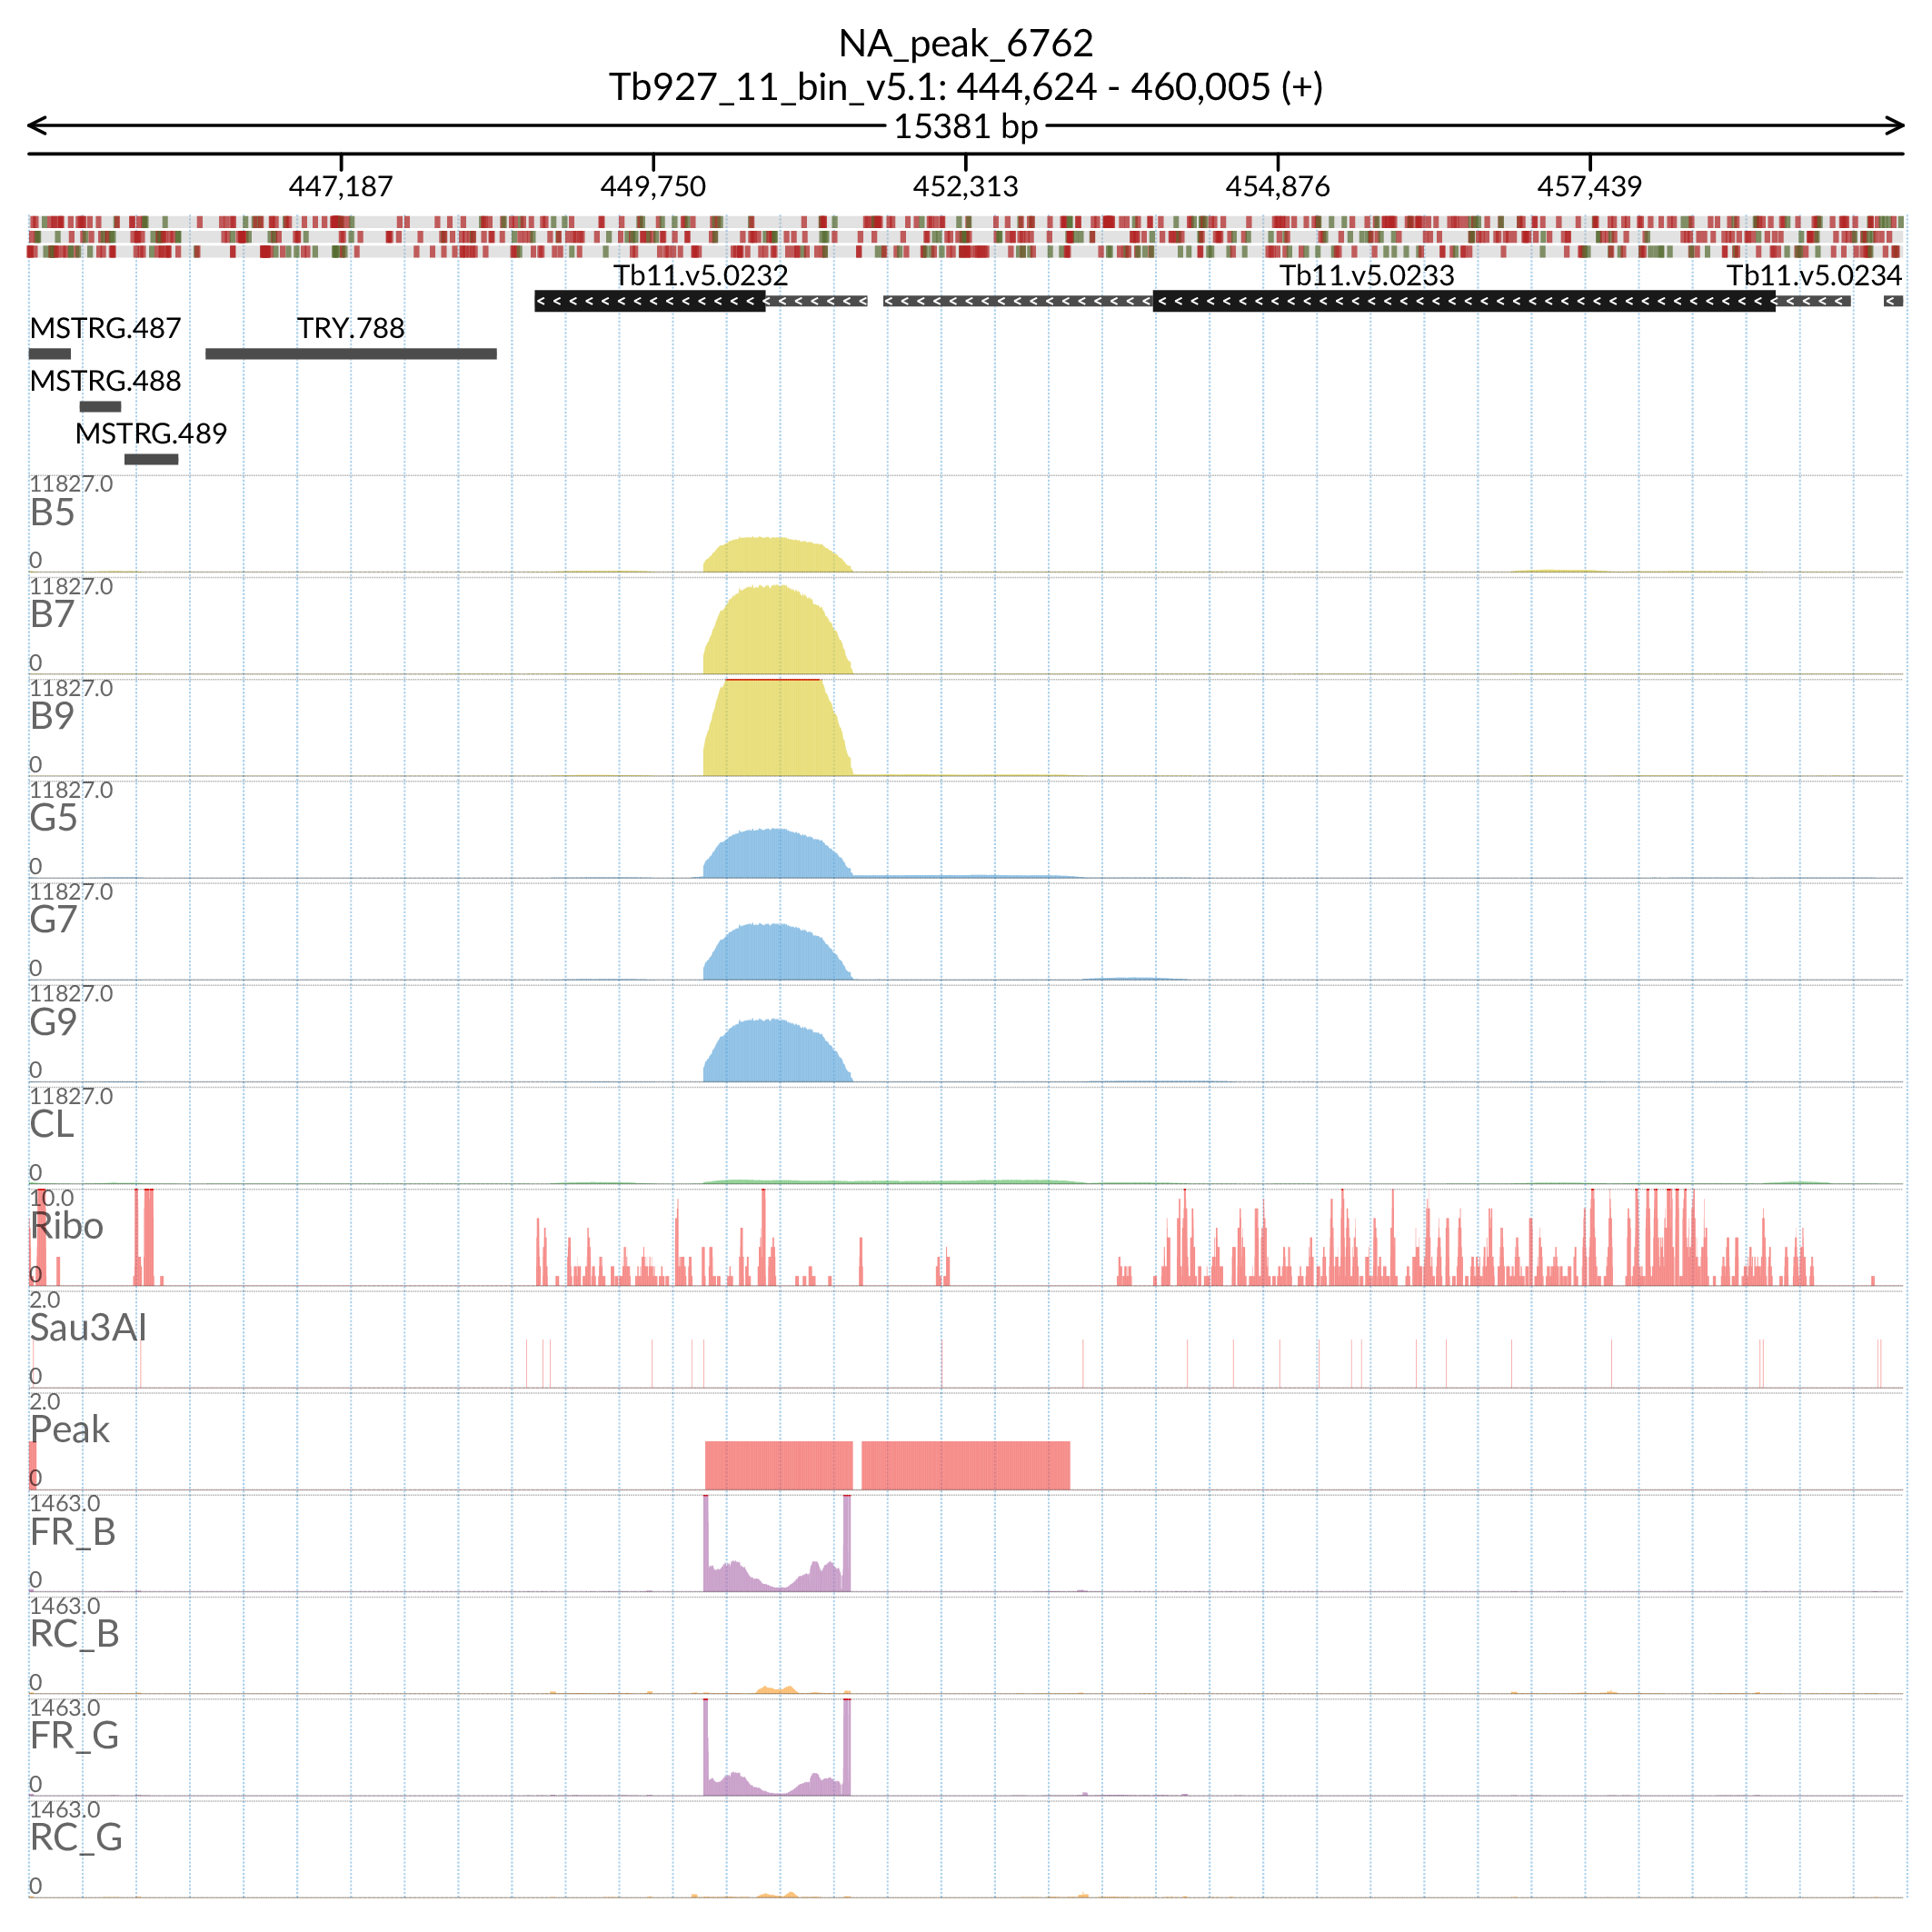 NA_peak_6762
Tb927_11_bin_v5.1: 444,624 - 460,005 (+)
15381 bp
447,187 449,750 452,313 454,876 457,439
Tb11.v5.0232 Tb11.v5.0233 Tb11.v5.0234
MSTRG.487 TRY.788
MSTRG.488
MSTRG.489
11827.0
B5
0
11827.0
B7
0
11827.0
B9
0
11827.0
G5
0
11827.0
G7
0
11827.0
G9
0
11827.0
CL
0
10.0
Ribo
0
2.0
Sau3AI
0
2.0
Peak
0
1463.0
FR_B
0
1463.0
RC_B
0
1463.0
FR_G
0
1463.0
RC_G
0